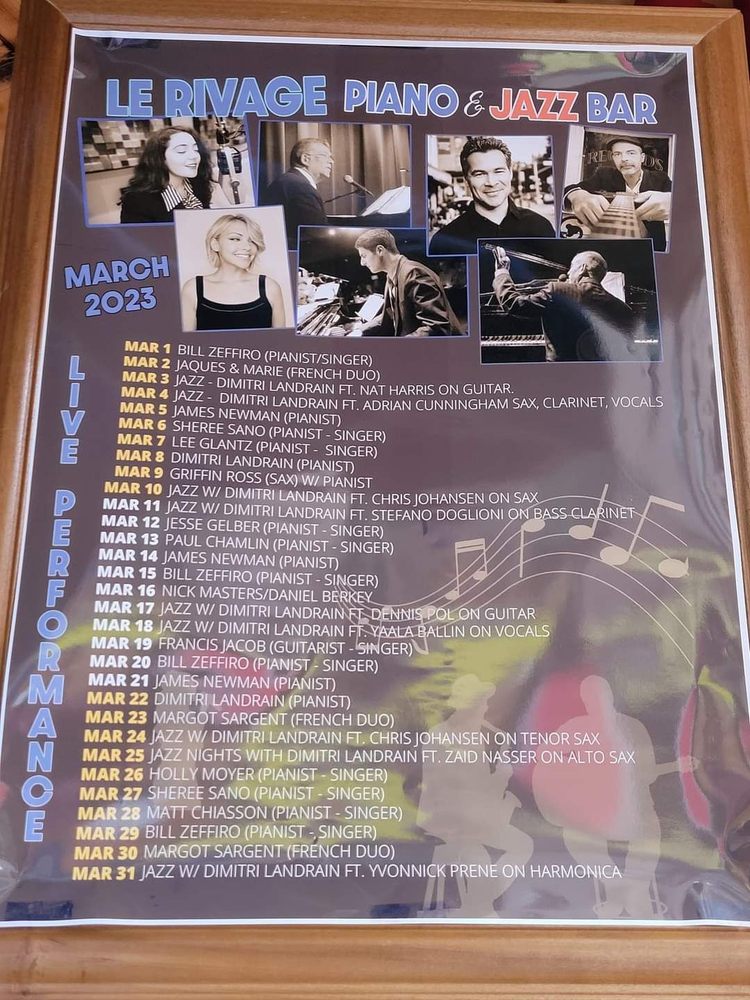 LE RIVAGE PIANO & JAZZ BAR
MARCH
2023
LIVE PERFORMANCE
MAR 1 BILL ZEFFIRO (PIANIST/SINGER)
MAR 2 JAQUES & MARIE (FRENCH DUO)
MAR 3 JAZZ - DIMITRI LANDRAIN FT. NAT HARRIS ON GUITAR.
MAR 4 JAZZ - DIMITRI LANDRAIN FT. ADRIAN CUNNINGHAM SAX, CLARINET, VOCALS
MAR 5 JAMES NEWMAN (PIANIST)
MAR 6 SHEREE SANO (PIANIST - SINGER)
MAR 7 LEE GLANTZ (PIANIST - SINGER)
MAR 8 DIMITRI LANDRAIN (PIANIST)
MAR 9 GRIFFIN ROSS (SAX) W/ PIANIST
MAR 10 JAZZ W/ DIMITRI LANDRAIN FT. CHRIS JOHANSEN ON SAX
MAR 11 JAZZ W/ DIMITRI LANDRAIN FT. STEFANO DOGLIONI ON BASS CLARINET
MAR 12 JESSE GELBER (PIANIST - SINGER)
MAR 13 PAUL CHAMLIN (PIANIST - SINGER)
MAR 14 JAMES NEWMAN (PIANIST)
MAR 15 BILL ZEFFIRO (PIANIST - SINGER)
MAR 16 NICK MASTERS/DANIEL BERKEY
MAR 17 JAZZ W/ DIMITRI LANDRAIN FT. DENNIS POL ON GUITAR
MAR 18 JAZZ W/ DIMITRI LANDRAIN FT. YAALA BALLIN ON VOCALS
MAR 19 FRANCIS JACOB (GUITARIST - SINGER)
MAR 20 BILL ZEFFIRO (PIANIST - SINGER)
MAR 21 JAMES NEWMAN (PIANIST)
MAR 22 DIMITRI LANDRAIN (PIANIST)
MAR 23 MARGOT SARGENT (FRENCH DUO)
MAR 24 JAZZ W/ DIMITRI LANDRAIN FT. CHRIS JOHANSEN ON TENOR SAX
MAR 25 JAZZ NIGHTS WITH DIMITRI LANDRAIN FT. ZAID NASSER ON ALTO SAX
MAR 26 HOLLY MOYER (PIANIST - SINGER)
MAR 27 SHEREE SANO (PIANIST - SINGER)
MAR 28 MATT CHIASSON (PIANIST - SINGER)
MAR 29 BILL ZEFFIRO (PIANIST - SINGER)
MAR 30 MARGOT SARGENT (FRENCH DUO)
MAR 31 JAZZ W/ DIMITRI LANDRAIN FT. YVONNICK PRENE ON HARMONICA